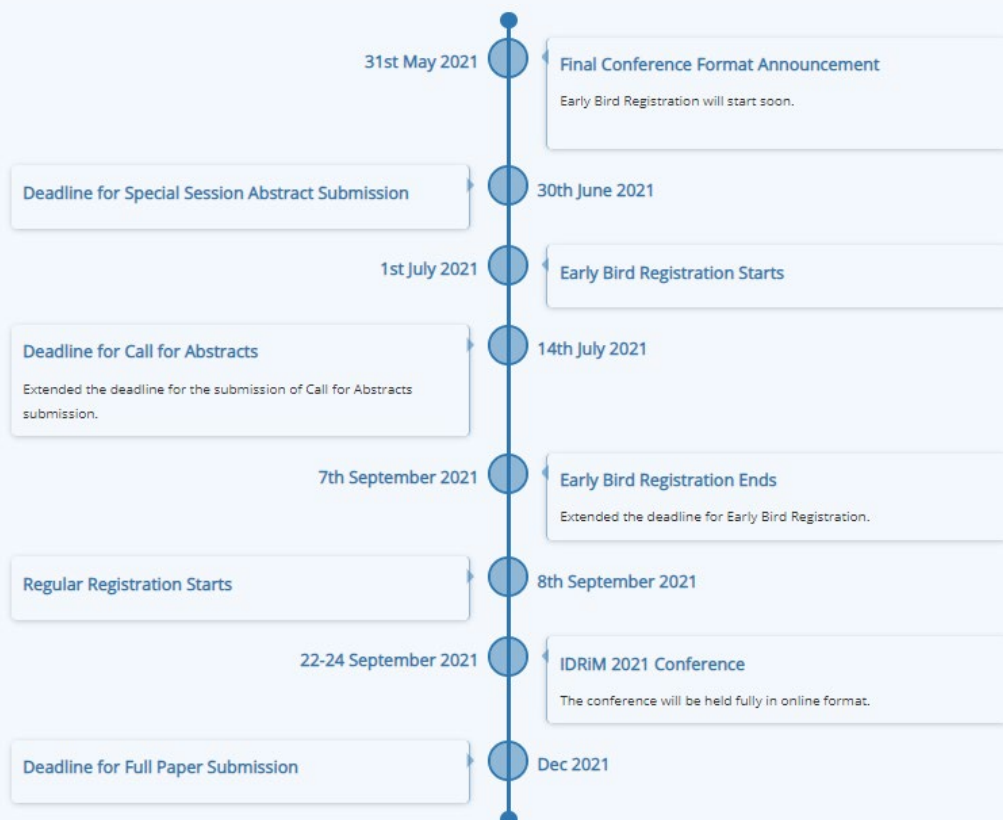 31st May 2021
Final Conference Format Announcement
Early Bird Registration will start soon.
Deadline for Special Session Abstract Submission
30th June 2021
1st July 2021
Early Bird Registration Starts
Deadline for Call for Abstracts
14th July 2021
Extended the deadline for the submission of Call for Abstracts
submission.
7th September 2021
Early Bird Registration Ends
Extended the deadline for Early Bird Registration.
Regular Registration Starts
8th September 2021
22-24 September 2021
IDRiM 2021 Conference
The conference will be held fully in online format.
Deadline for Full Paper Submission
Dec 2021